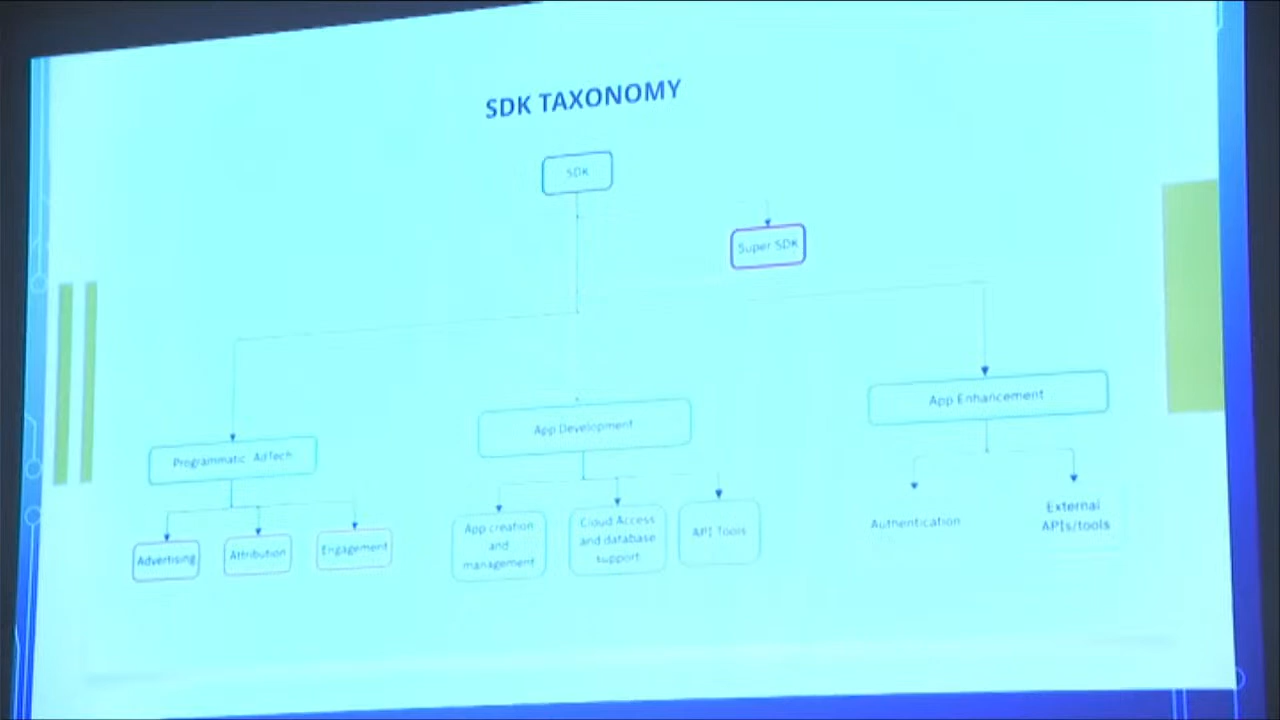 SDK TAXONOMY
SDK
Super SDK
Programmatic AdTech
App Development
App Enhancement
Advertising
Attribution
Engagement
App creation
and
management
Cloud Access
and database
support
API Tools
Authentication
External
APIs/tools